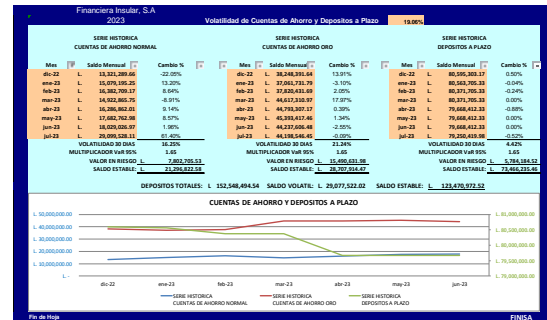 Financiera Insular, S.A
2023 Volatilidad de Cuentas de Ahorro y Depositos a Plazo 19.06%
SERIE HISTORICA SERIE HISTORICA SERIE HISTORICA
CUENTAS DE AHORRO NORMAL CUENTAS DE AHORRO ORO DEPOSITOS A PLAZO
Mes Saldo Mensual Cambio % Mes Saldo Mensual Cambio % Mes Saldo Mensual Cambio %
dic-22 L. 13,321,289.66 -22.05% dic-22 L. 38,248,391.64 13.91% dic-22 L. 80,595,303.17 0.50%
ene-23 L. 15,079,195.25 13.20% ene-23 L. 37,061,731.79 -3.10% ene-23 L. 80,563,705.33 -0.04%
feb-23 L. 16,382,709.17 8.64% feb-23 L. 37,820,431.69 2.05% feb-23 L. 80,371,705.33 -0.24%
mar-23 L. 14,922,865.75 -8.91% mar-23 L. 44,617,310.97 17.97% mar-23 L. 80,371,705.33 0.00%
abr-23 L. 16,286,862.01 9.14% abr-23 L. 44,793,307.17 0.39% abr-23 L. 79,668,412.33 -0.88%
may-23 L. 17,682,762.98 8.57% may-23 L. 45,393,417.46 1.34% may-23 L. 79,668,412.33 0.00%
jun-23 L. 18,029,026.97 1.96% jun-23 L. 44,237,606.48 -2.55% jun-23 L. 79,668,412.33 0.00%
jul-23 L. 29,099,528.11 61.40% jul-23 L. 44,198,546.45 -0.09% jul-23 L. 79,250,419.98 -0.52%
VOLATILIDAD 30 DIAS 16.25% VOLATILIDAD 30 DIAS 21.24% VOLATILIDAD 30 DIAS 4.42%
MULTIPLICADOR VaR 95% 1.65 MULTIPLICADOR VaR 95% 1.65 MULTIPLICADOR VaR 95% 1.65
VALOR EN RIESGO L. 7,802,705.53 VALOR EN RIESGO L. 15,490,631.98 VALOR EN RIESGO L. 5,784,184.52
SALDO ESTABLE: L. 21,296,822.58 SALDO ESTABLE: L. 28,707,914.47 SALDO ESTABLE: L. 73,466,235.46
DEPOSITOS TOTALES: L. 152,548,494.54 SALDO VOLATIL: L. 29,077,522.02 SALDO ESTABLE: L. 123,470,972.52
CUENTAS DE AHORRO Y DEPOSITOS A PLAZO
L. 50,000,000.00 L. 81,000,000.00
L. 40,000,000.00 L. 80,500,000.00
L. 30,000,000.00 L. 80,000,000.00
L. 20,000,000.00 L. 79,500,000.00
L. 10,000,000.00
L. - L. 79,000,000.00
dic-22 ene-23 feb-23 mar-23 abr-23 may-23 jun-23
SERIE HISTORICA SERIE HISTORICA SERIE HISTORICA
CUENTAS DE AHORRO NORMAL CUENTAS DE AHORRO ORO DEPOSITOS A PLAZO
Fin de Hoja FINISA